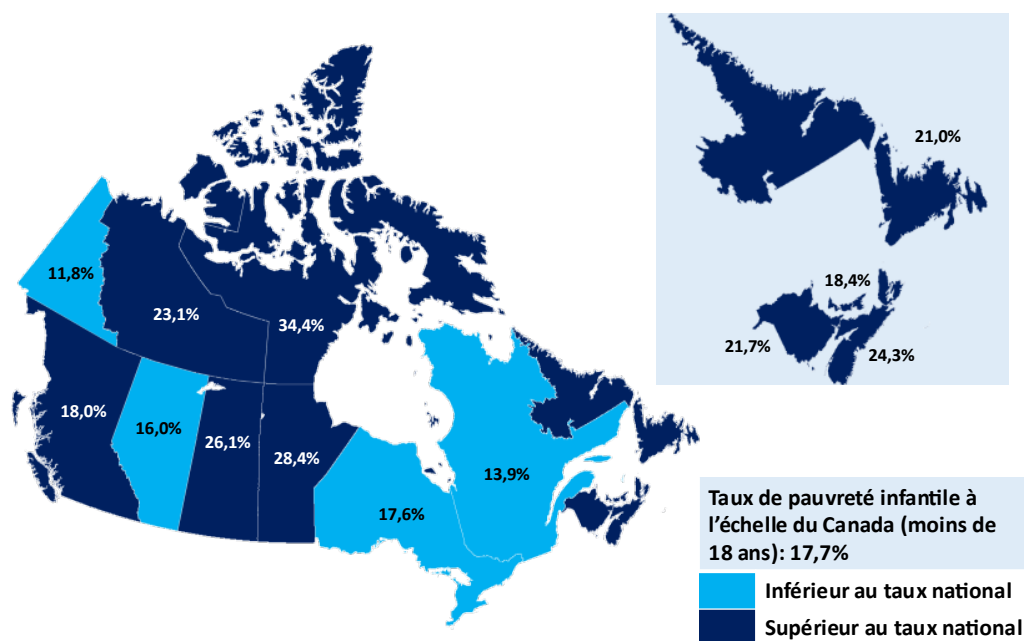 21,0%
11,8%
18,4%
23,1%
34,4%
21,7%
24,3%
18,0%
16,0%
26,1%
28,4%
13,9%
17,6%
Taux de pauvreté infantile à
l’échelle du Canada (moins de
18 ans): 17,7%
Inférieur au taux national
Supérieur au taux national